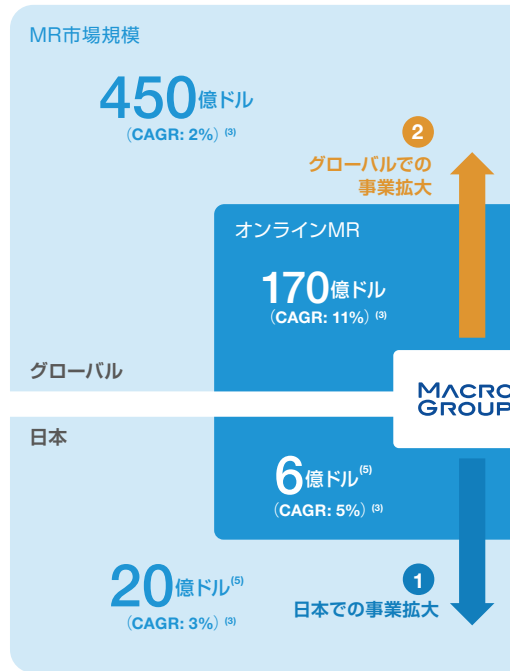 MR市場規模
450億ドル
（CAGR: 2%）(3)
2
グローバルでの
事業拡大
オンラインMR
170億ドル
（CAGR: 11%）(3)
グローバル
MACRO
GROUP
日本
6億ドル(5)
（CAGR: 5%）(3)
20億ドル(5)
（CAGR: 3%）(3)
1
日本での事業拡大